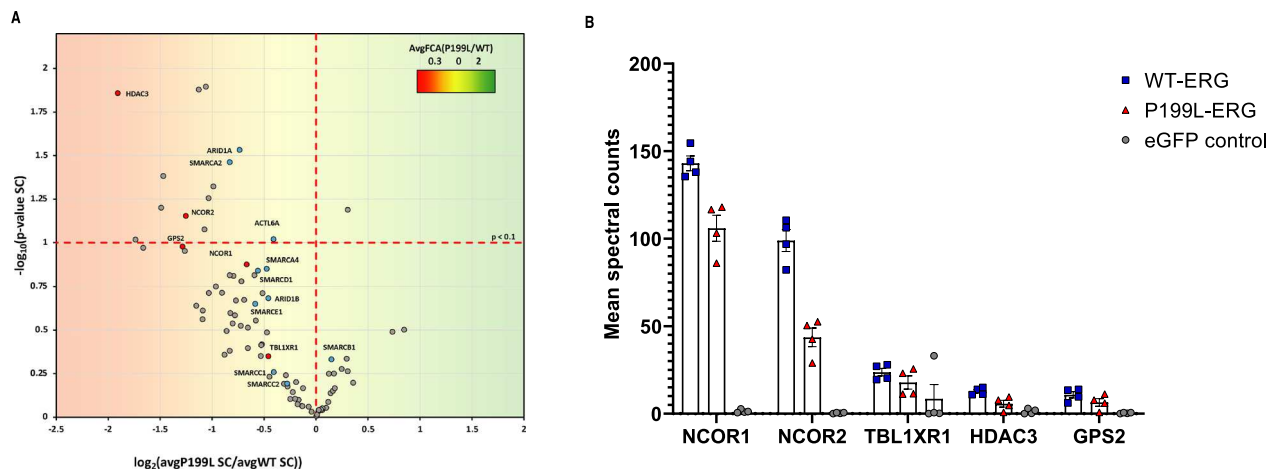 A
B
AvgFCA(P199L/WT)
0.3 0 2
HDAC3
ARID1A
SMARCA2
NCOR2
ACTL6A
GPS2
p < 0.1
NCOR1
SMARCA4
SMARCD1
ARID1B
SMARCE1
TBL1XR1
SMARCB1
SMARCC1
SMARCC2
2
1.75
1.5
1.25
1
0.75
0.5
0.25
0
-log10(p-value SC)
-2.5 -2 -1.5 -1 -0.5 0 0.5 1 1.5 2
log2(avgP199L SC/avgWT SC))
200
150
100
50
0
Mean spectral counts
NCOR1 NCOR2 TBL1XR1 HDAC3 GPS2
WT-ERG
P199L-ERG
eGFP control